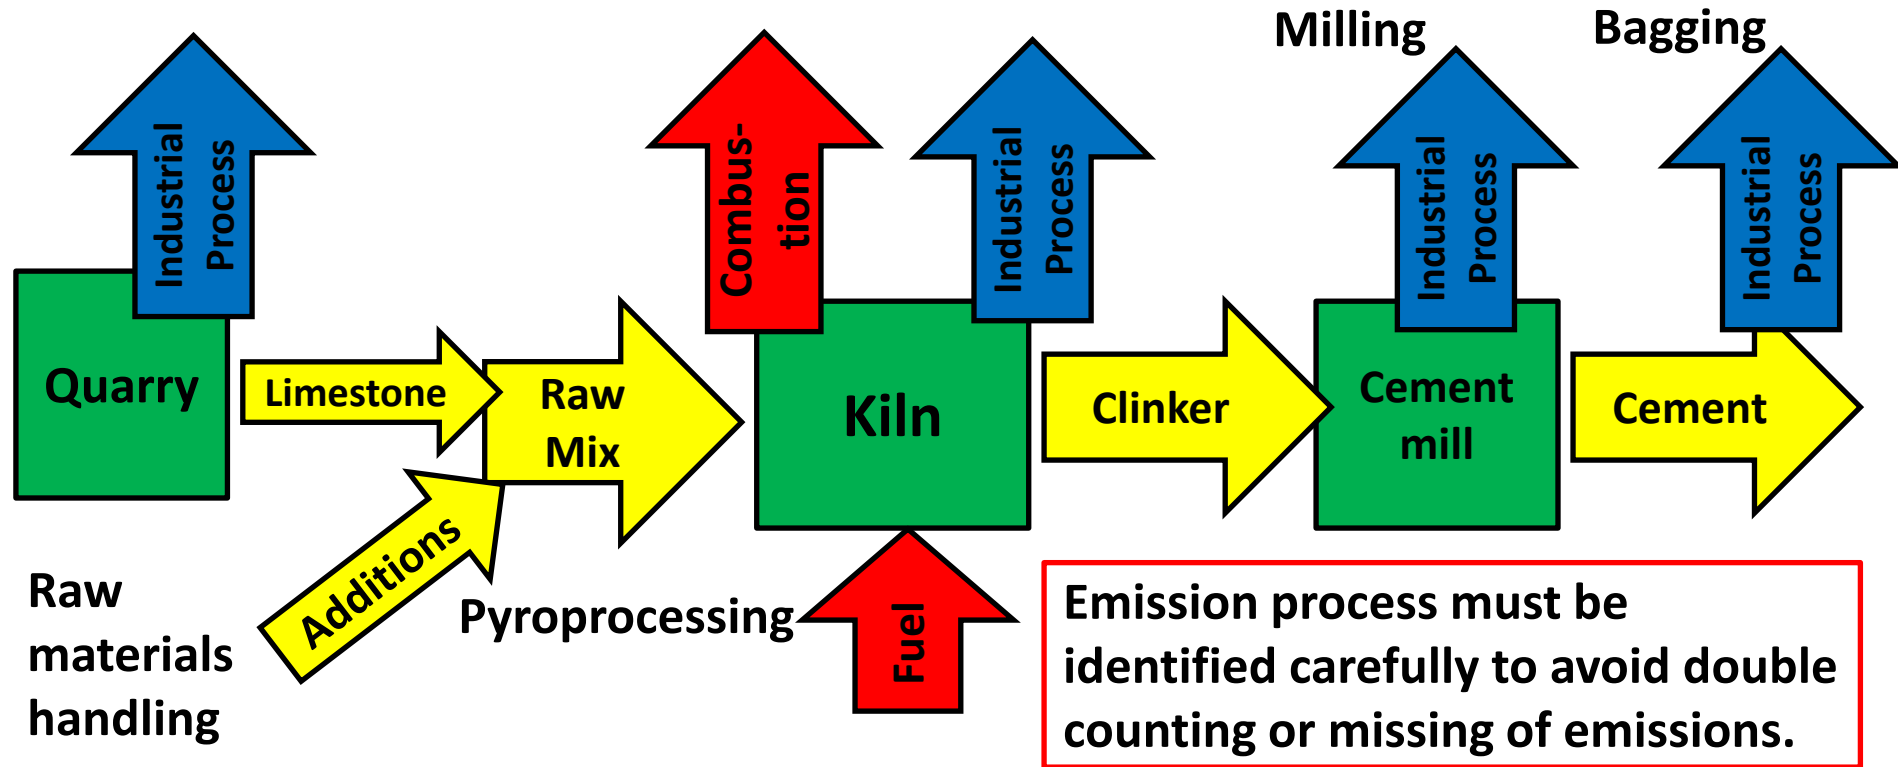 Milling
Bagging
Industrial
Process
Combus-
tion
Industrial
Process
Industrial
Process
Industrial
Process
Quarry
Limestone
Raw
Mix
Kiln
Clinker
Cement
mill
Cement
Additions
Raw
materials
handling
Pyroprocessing
Fuel
Emission process must be
identified carefully to avoid double
counting or missing of emissions.